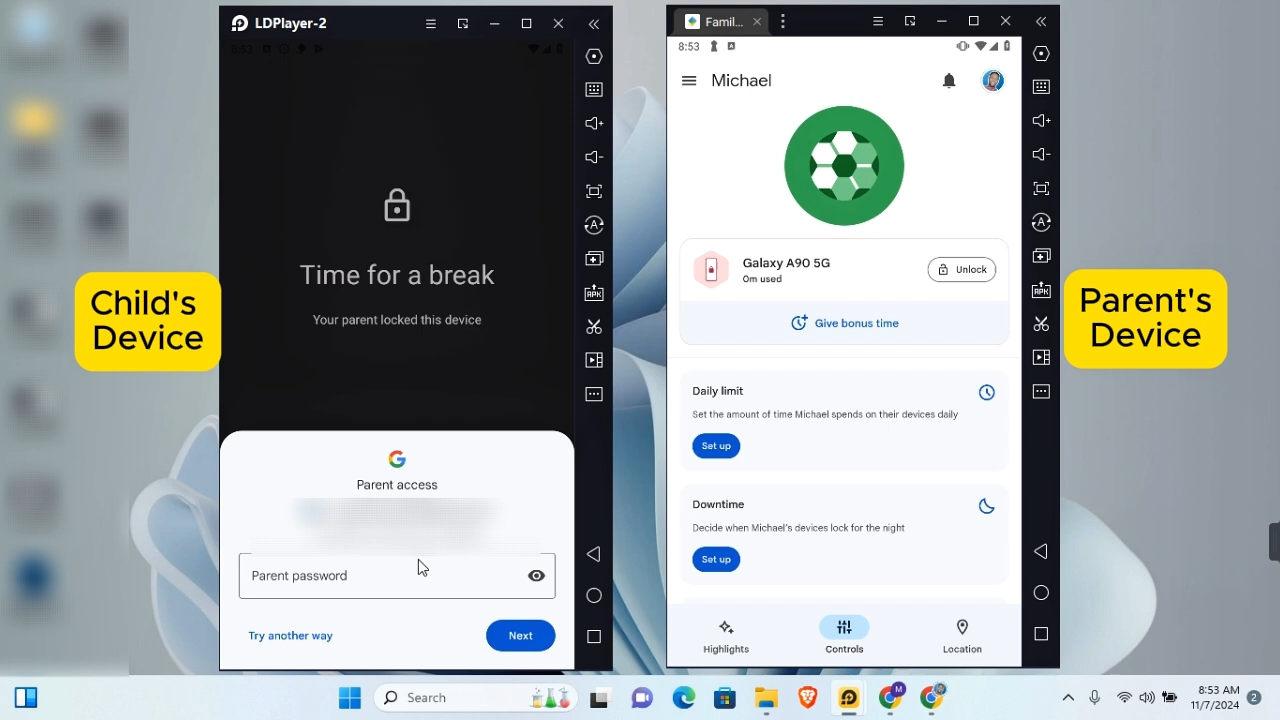 LDPlayer-2
8:53
Time for a break
Your parent locked this device
Child's
Device
Parent access
Parent password
Try another way
Next
Famil...
8:53
Michael
Galaxy A90 5G
0m used
Unlock
Give bonus time
Daily limit
Set the amount of time Michael spends on their devices daily
Set up
Downtime
Decide when Michael's devices lock for the night
Set up
Highlights
Controls
Location
Parent's
Device
Search
8:53 AM
11/7/2024
2